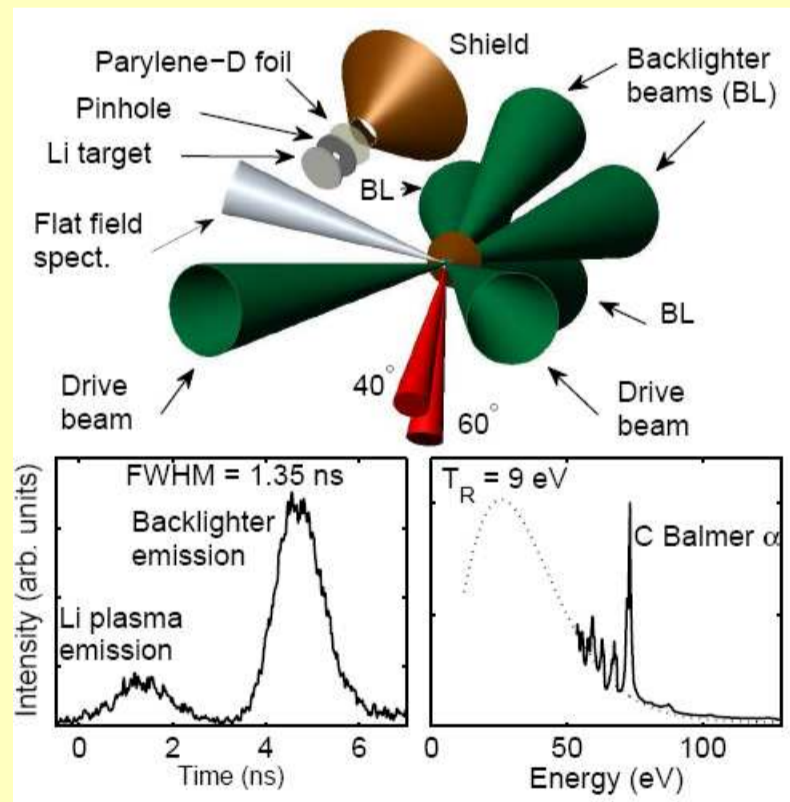 Shield
Parylene−D foil
Pinhole
Li target
Backlighter
beams (BL)
BL
Flat field
spect.
BL
Drive
beam
40°
60°
Drive
beam
FWHM = 1.35 ns
Backlighter
emission
Li plasma
emission
Intensity (arb. units)
0 2 4 6
Time (ns)
T_R = 9 eV
C Balmer α
0 50 100
Energy (eV)